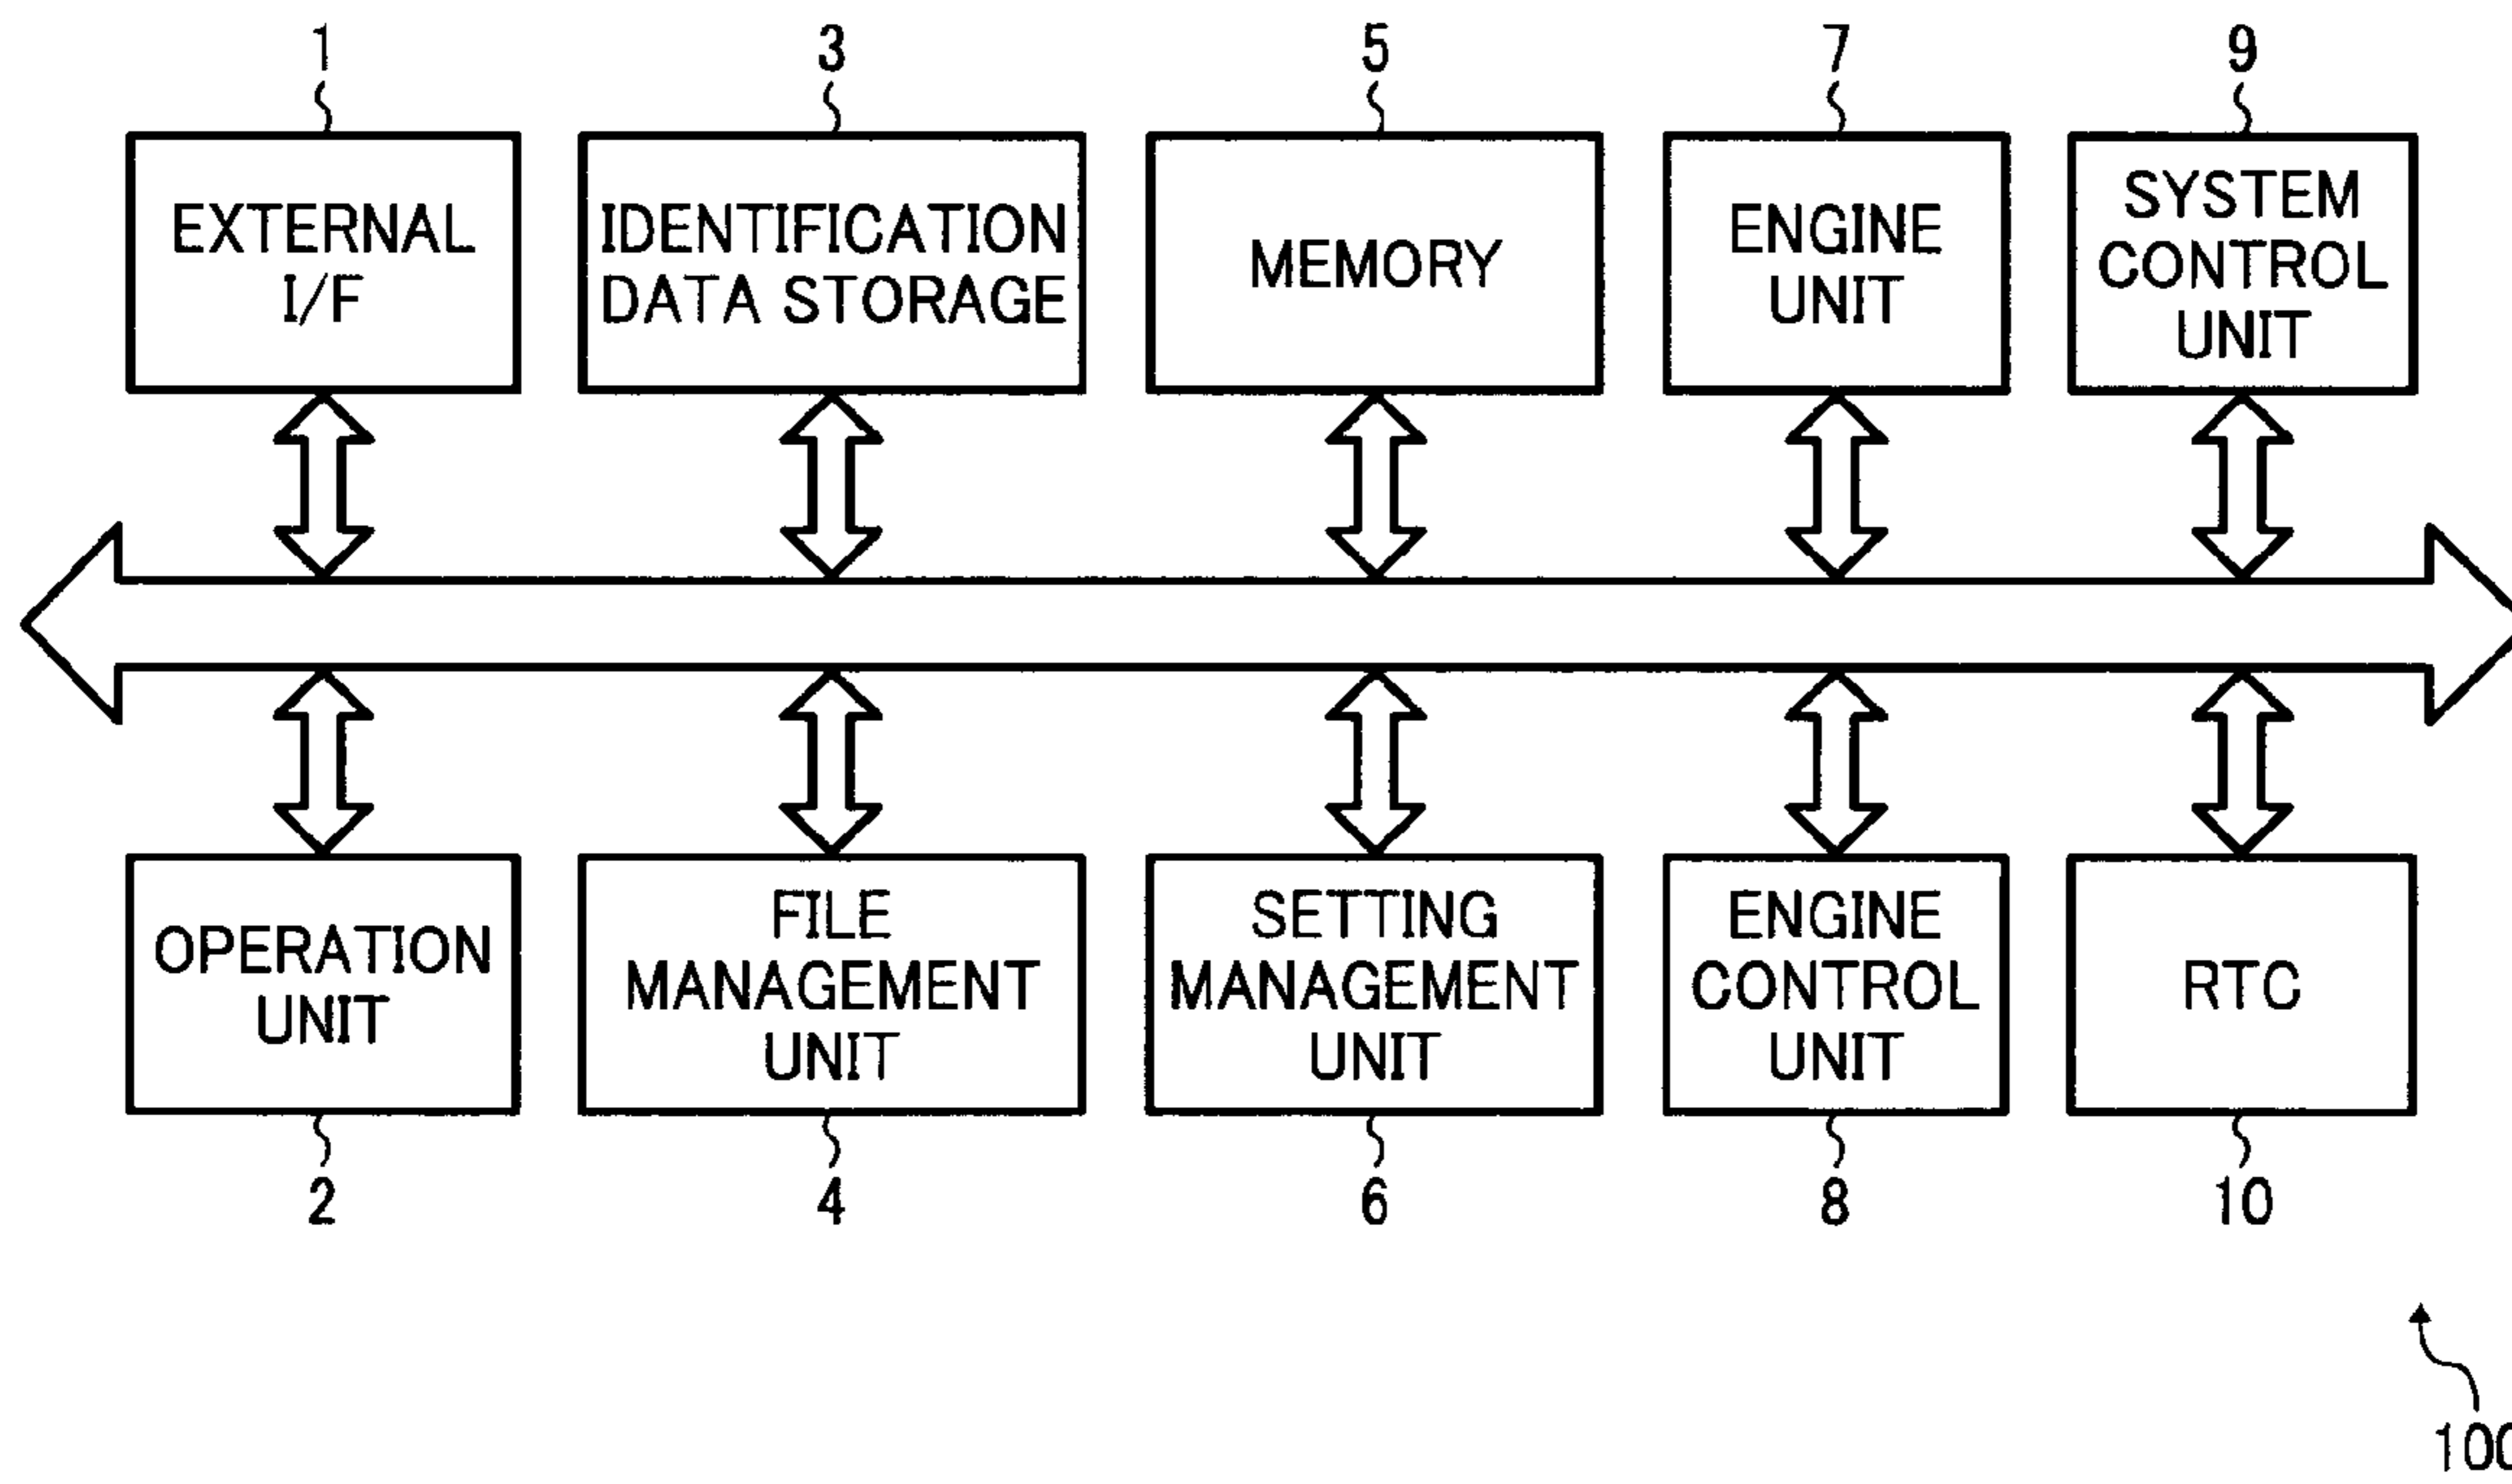 1 3 5 7 9
EXTERNAL
I/F
IDENTIFICATION
DATA STORAGE
MEMORY
ENGINE
UNIT
SYSTEM
CONTROL
UNIT
OPERATION
UNIT
FILE
MANAGEMENT
UNIT
SETTING
MANAGEMENT
UNIT
ENGINE
CONTROL
UNIT
RTC
2 4 6 8 10
100